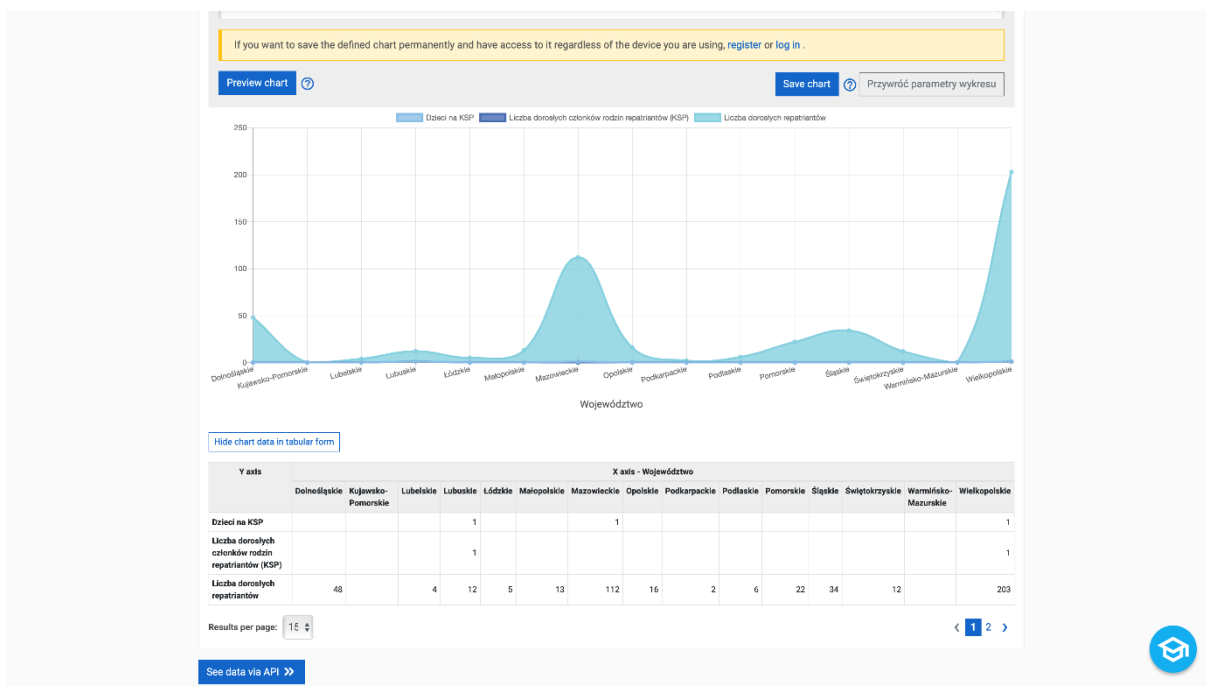 If you want to save the defined chart permanently and have access to it regardless of the device you are using, register or log in .
Preview chart
Save chart
Przywróć parametry wykresu
Dzieci na KSP
Liczba dorosłych członków rodzin repatriantów (KSP)
Liczba dorosłych repatriantów
250
200
150
100
50
0
Dolnośląskie
Kujawsko-Pomorskie
Lubelskie
Lubuskie
Łódzkie
Małopolskie
Mazowieckie
Opolskie
Podkarpackie
Podlaskie
Pomorskie
Śląskie
Świętokrzyskie
Warmińsko-Mazurskie
Wielkopolskie
Województwo
Hide chart data in tabular form
Y axis X axis - Województwo
Dolnośląskie Kujawsko- Lubelskie Lubuskie Łódzkie Małopolskie Mazowieckie Opolskie Podkarpackie Podlaskie Pomorskie Śląskie Świętokrzyskie Warmińsko- Wielkopolskie
Pomorskie Mazurskie
Dzieci na KSP 1 1 1
Liczba dorosłych
członków rodzin 1 1
repatriantów (KSP)
Liczba dorosłych
repatriantów 48 4 12 5 13 112 16 2 6 22 34 12 203
Results per page: 15 1 2
See data via API